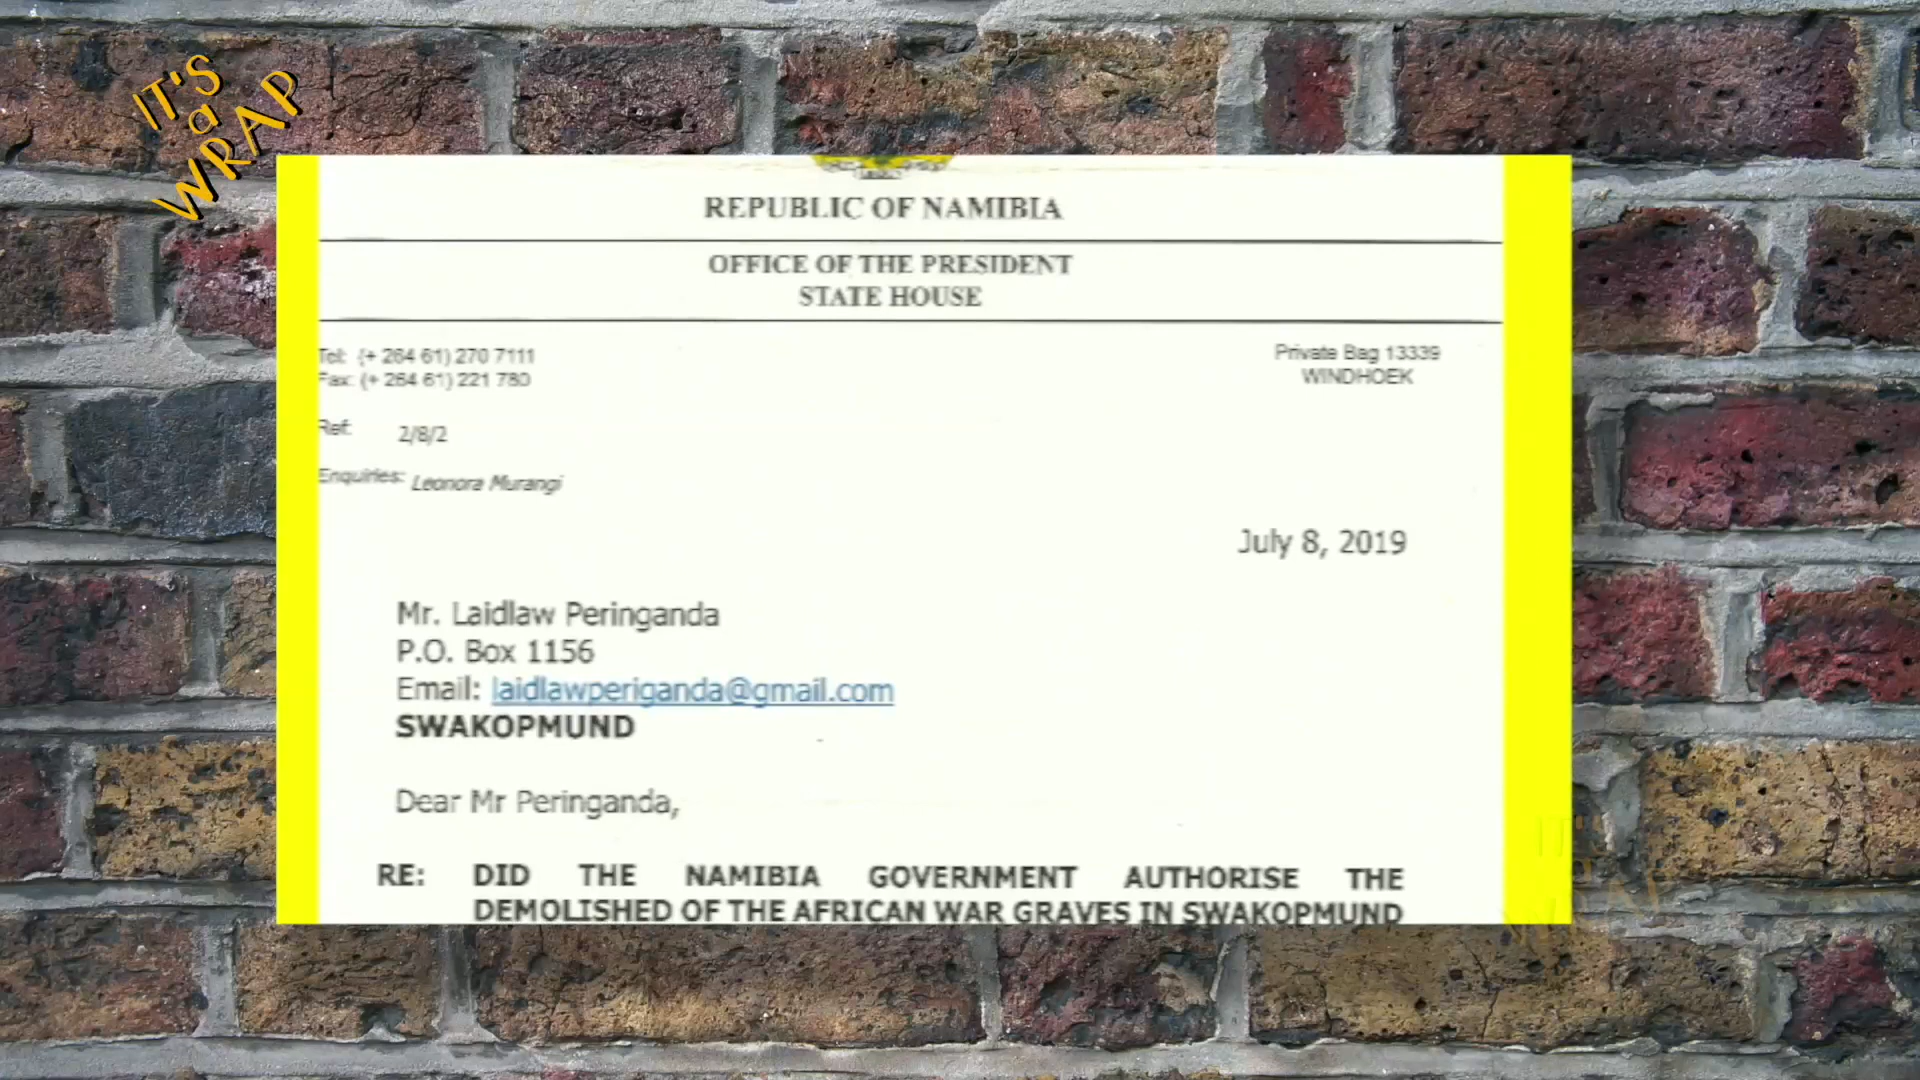 IT'S
a
WRAP
REPUBLIC OF NAMIBIA
OFFICE OF THE PRESIDENT
STATE HOUSE
Tel: (+ 264 61) 270 7111
Fax: (+ 264 61) 221 780
Private Bag 13339
WINDHOEK
Ref: 2/8/2
Enquiries: Leonora Murangi
July 8, 2019
Mr. Laidlaw Peringanda
P.O. Box 1156
Email: laidlawperiganda@gmail.com
SWAKOPMUND
Dear Mr Peringanda,
RE: DID THE NAMIBIA GOVERNMENT AUTHORISE THE
DEMOLISHED OF THE AFRICAN WAR GRAVES IN SWAKOPMUND
IT'S
WRAP